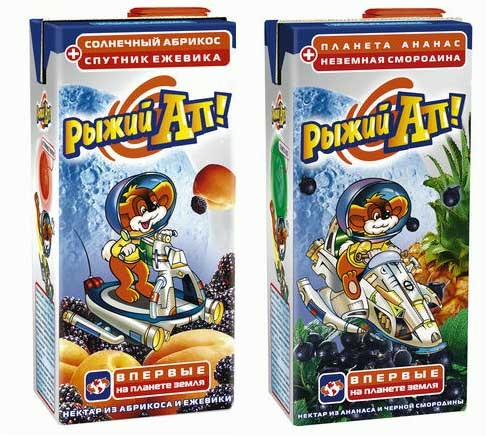 СОЛНЕЧНЫЙ АБРИКОС
+ СПУТНИК ЕЖЕВИКА
РЫЖИЙ АП!
ВПЕРВЫЕ
НА ПЛАНЕТЕ ЗЕМЛЯ
НЕКТАР ИЗ АБРИКОСА И ЕЖЕВИКИ
ПЛАНЕТА АНАНАС
+ НЕЗЕМНАЯ СМОРОДИНА
РЫЖИЙ АП!
ВПЕРВЫЕ
НА ПЛАНЕТЕ ЗЕМЛЯ
НЕКТАР ИЗ АНАНАСА И ЧЕРНОЙ СМОРОДИНЫ